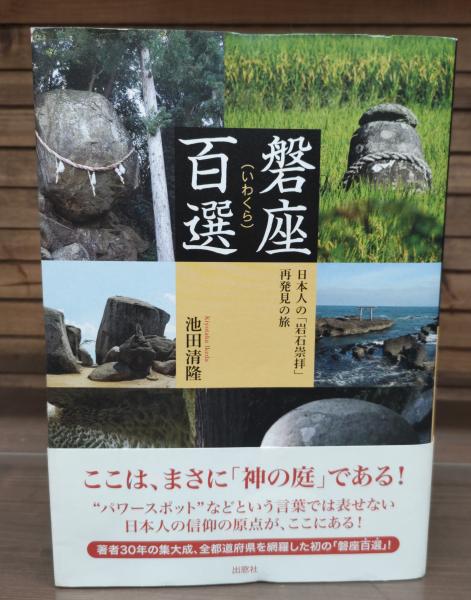 磐座
(いわくら)
百選
日本人の「岩石崇拝」
再発見の旅
Kiyotaka Ikeda
池田清隆
ここは、まさに「神の庭」である!
“パワースポット”などという言葉では表せない
日本人の信仰の原点が、ここにある!
著者30年の集大成、全都道府県を網羅した初の「磐座百選」!
出窓社